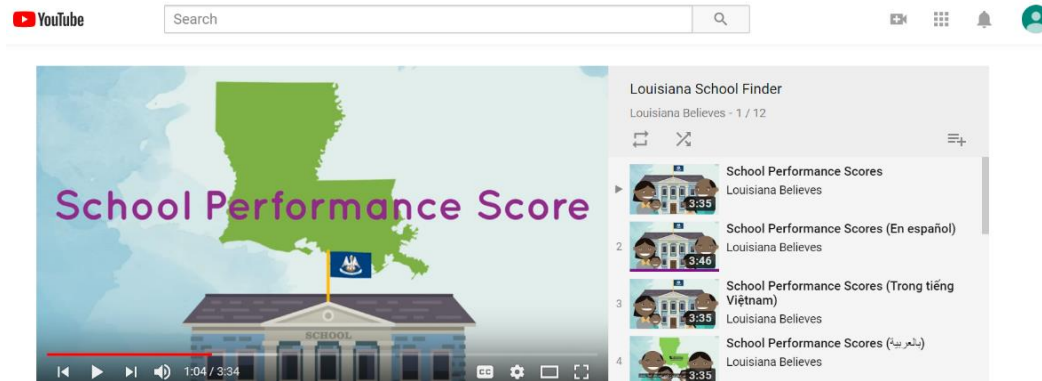 YouTube
Search
School Performance Score
SCHOOL
1:04 / 3:34
CC
Louisiana School Finder
Louisiana Believes - 1 / 12
School Performance Scores
Louisiana Believes
3:35
2
School Performance Scores (En español)
Louisiana Believes
3:46
3
School Performance Scores (Trong tiếng
Việtnam)
Louisiana Believes
3:35
4
School Performance Scores (بالعربية)
Louisiana Believes
3:35